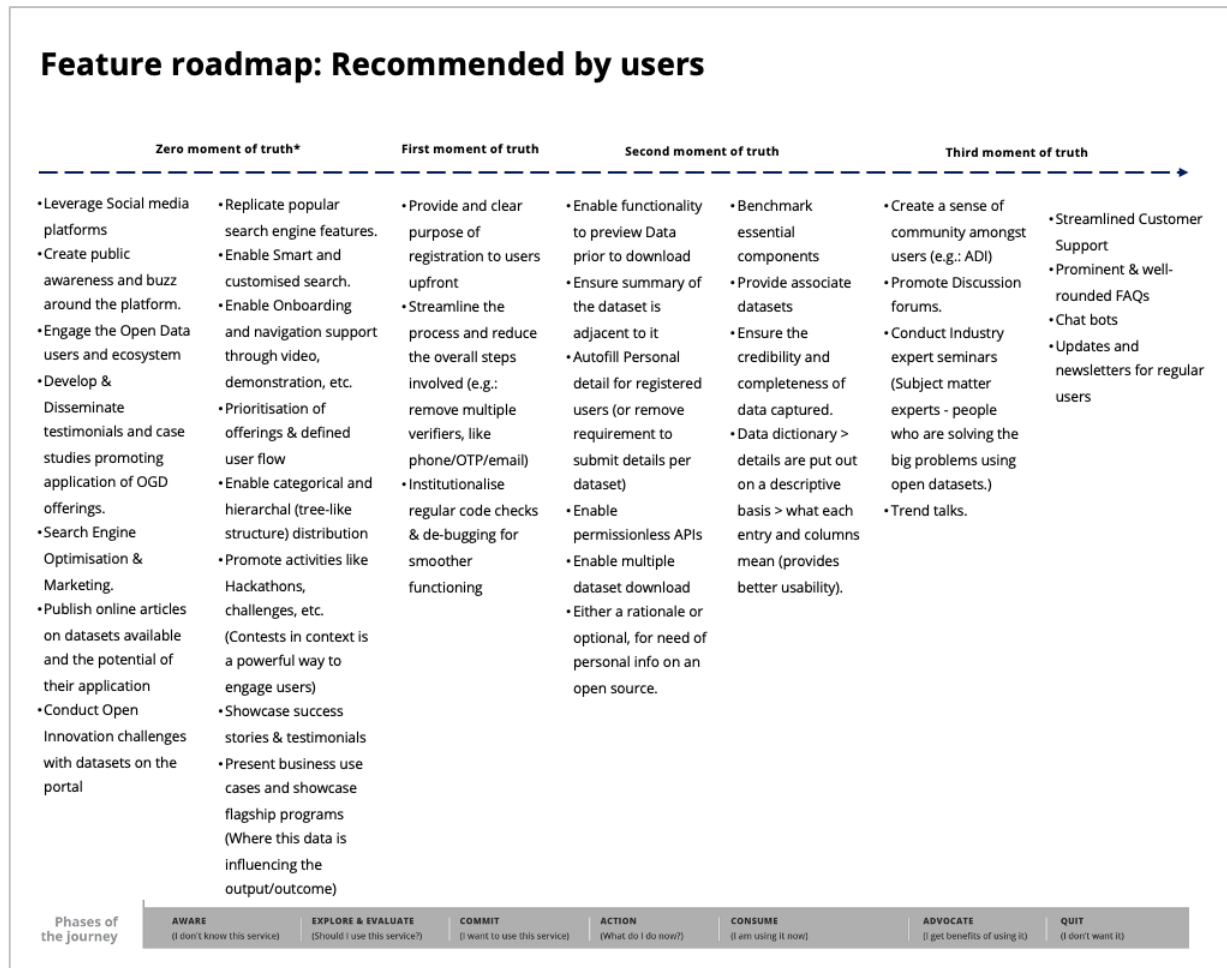 Feature roadmap: Recommended by users
Zero moment of truth*
First moment of truth
Second moment of truth
Third moment of truth
•Leverage Social media
platforms
•Create public
awareness and buzz
around the platform.
•Engage the Open Data
users and ecosystem
•Develop &
Disseminate
testimonials and case
studies promoting
application of OGD
offerings.
•Search Engine
Optimisation &
Marketing.
•Publish online articles
on datasets available
and the potential of
their application
•Conduct Open
Innovation challenges
with datasets on the
portal
•Replicate popular
search engine features.
•Enable Smart and
customised search.
•Enable Onboarding
and navigation support
through video,
demonstration, etc.
•Prioritisation of
offerings & defined
user flow
•Enable categorical and
hierarchal (tree-like
structure) distribution
•Promote activities like
Hackathons,
challenges, etc.
(Contests in context is
a powerful way to
engage users)
•Showcase success
stories & testimonials
•Present business use
cases and showcase
flagship programs
(Where this data is
influencing the
output/outcome)
•Provide and clear
purpose of
registration to users
upfront
•Streamline the
process and reduce
the overall steps
involved (e.g.:
remove multiple
verifiers, like
phone/OTP/email)
•Institutionalise
regular code checks
& de-bugging for
smoother
functioning
•Enable functionality
to preview Data
prior to download
•Ensure summary of
the dataset is
adjacent to it
•Autofill Personal
detail for registered
users (or remove
requirement to
submit details per
dataset)
•Enable
permissionless APIs
•Enable multiple
dataset download
•Either a rationale or
optional, for need of
personal info on an
open source.
•Benchmark
essential
components
•Provide associate
datasets
•Ensure the
credibility and
completeness of
data captured.
•Data dictionary >
details are put out
on a descriptive
basis > what each
entry and columns
mean (provides
better usability).
•Create a sense of
community amongst
users (e.g.: ADI)
•Promote Discussion
forums.
•Conduct Industry
expert seminars
(Subject matter
experts - people
who are solving the
big problems using
open datasets.)
•Trend talks.
•Streamlined Customer
Support
•Prominent & well-
rounded FAQs
•Chat bots
•Updates and
newsletters for regular
users
Phases of
the journey
AWARE
(I don't know this service)
EXPLORE & EVALUATE
(Should I use this service?)
COMMIT
(I want to use this service)
ACTION
(What do I do now?)
CONSUME
(I am using it now)
ADVOCATE
(I get benefits of using it)
QUIT
(I don't want it)